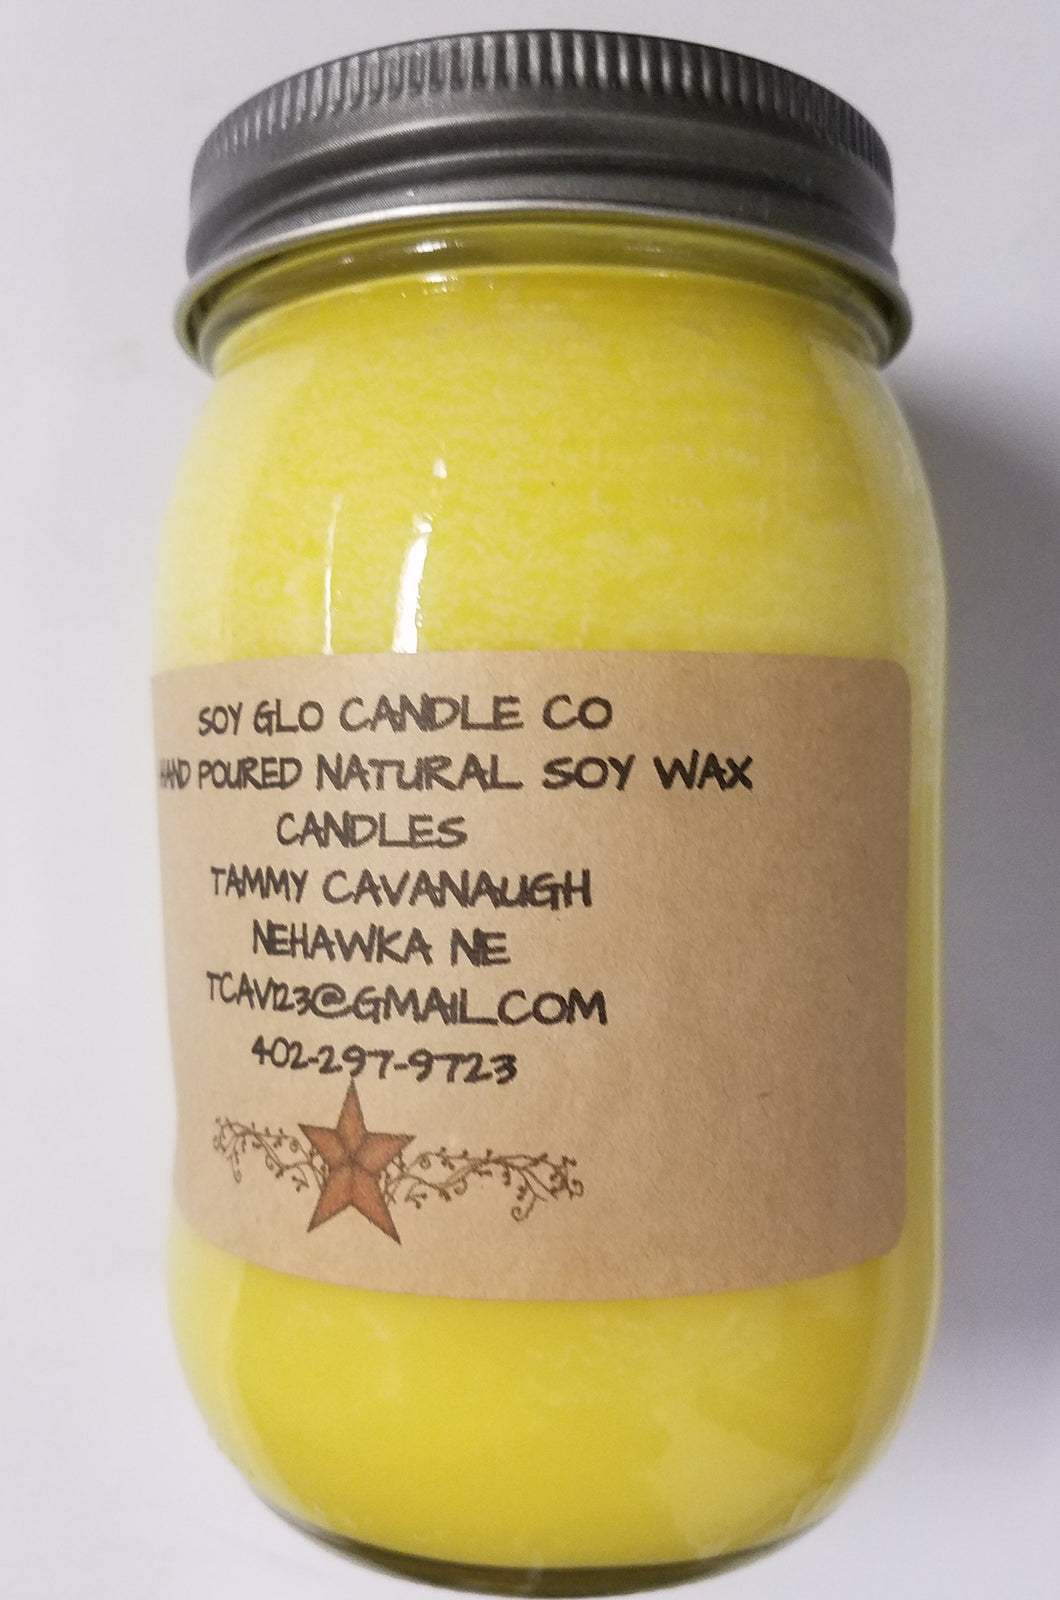 SOY GLO CANDLE CO
HAND POURED NATURAL SOY WAX
CANDLES
TAMMY CAVANAUGH
NEHAWKA NE
TCAV123@GMAIL.COM
402-297-9723